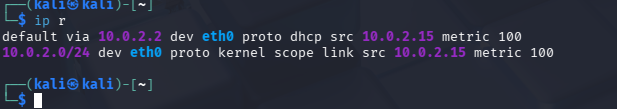 ┌──(kali㉿kali)-[~]
└─$ ip r
default via 10.0.2.2 dev eth0 proto dhcp src 10.0.2.15 metric 100
10.0.2.0/24 dev eth0 proto kernel scope link src 10.0.2.15 metric 100
┌──(kali㉿kali)-[~]
└─$